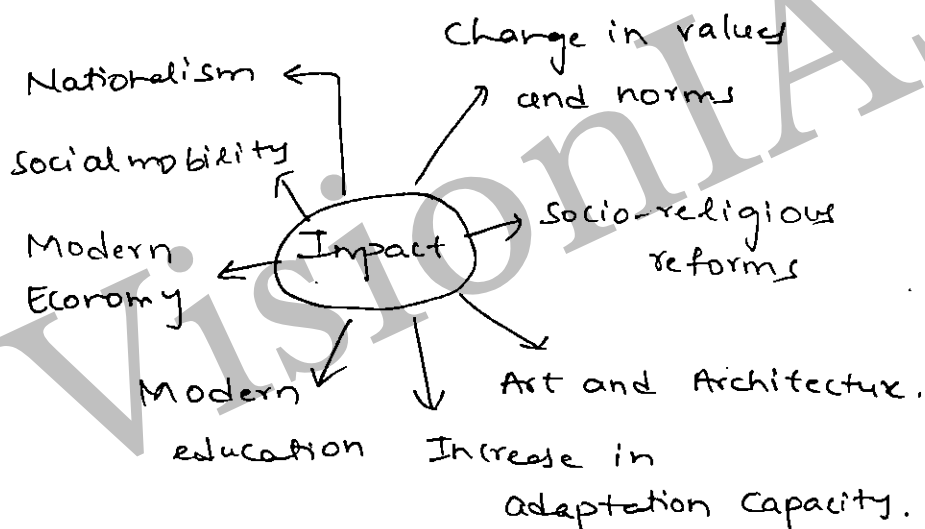 Change in values
and norms
Nationalism
Social mobility
Impact
Socio-religious
reforms
Modern
Economy
Modern
education
Art and Architecture.
Increase in
adaptation Capacity.
VisionIA